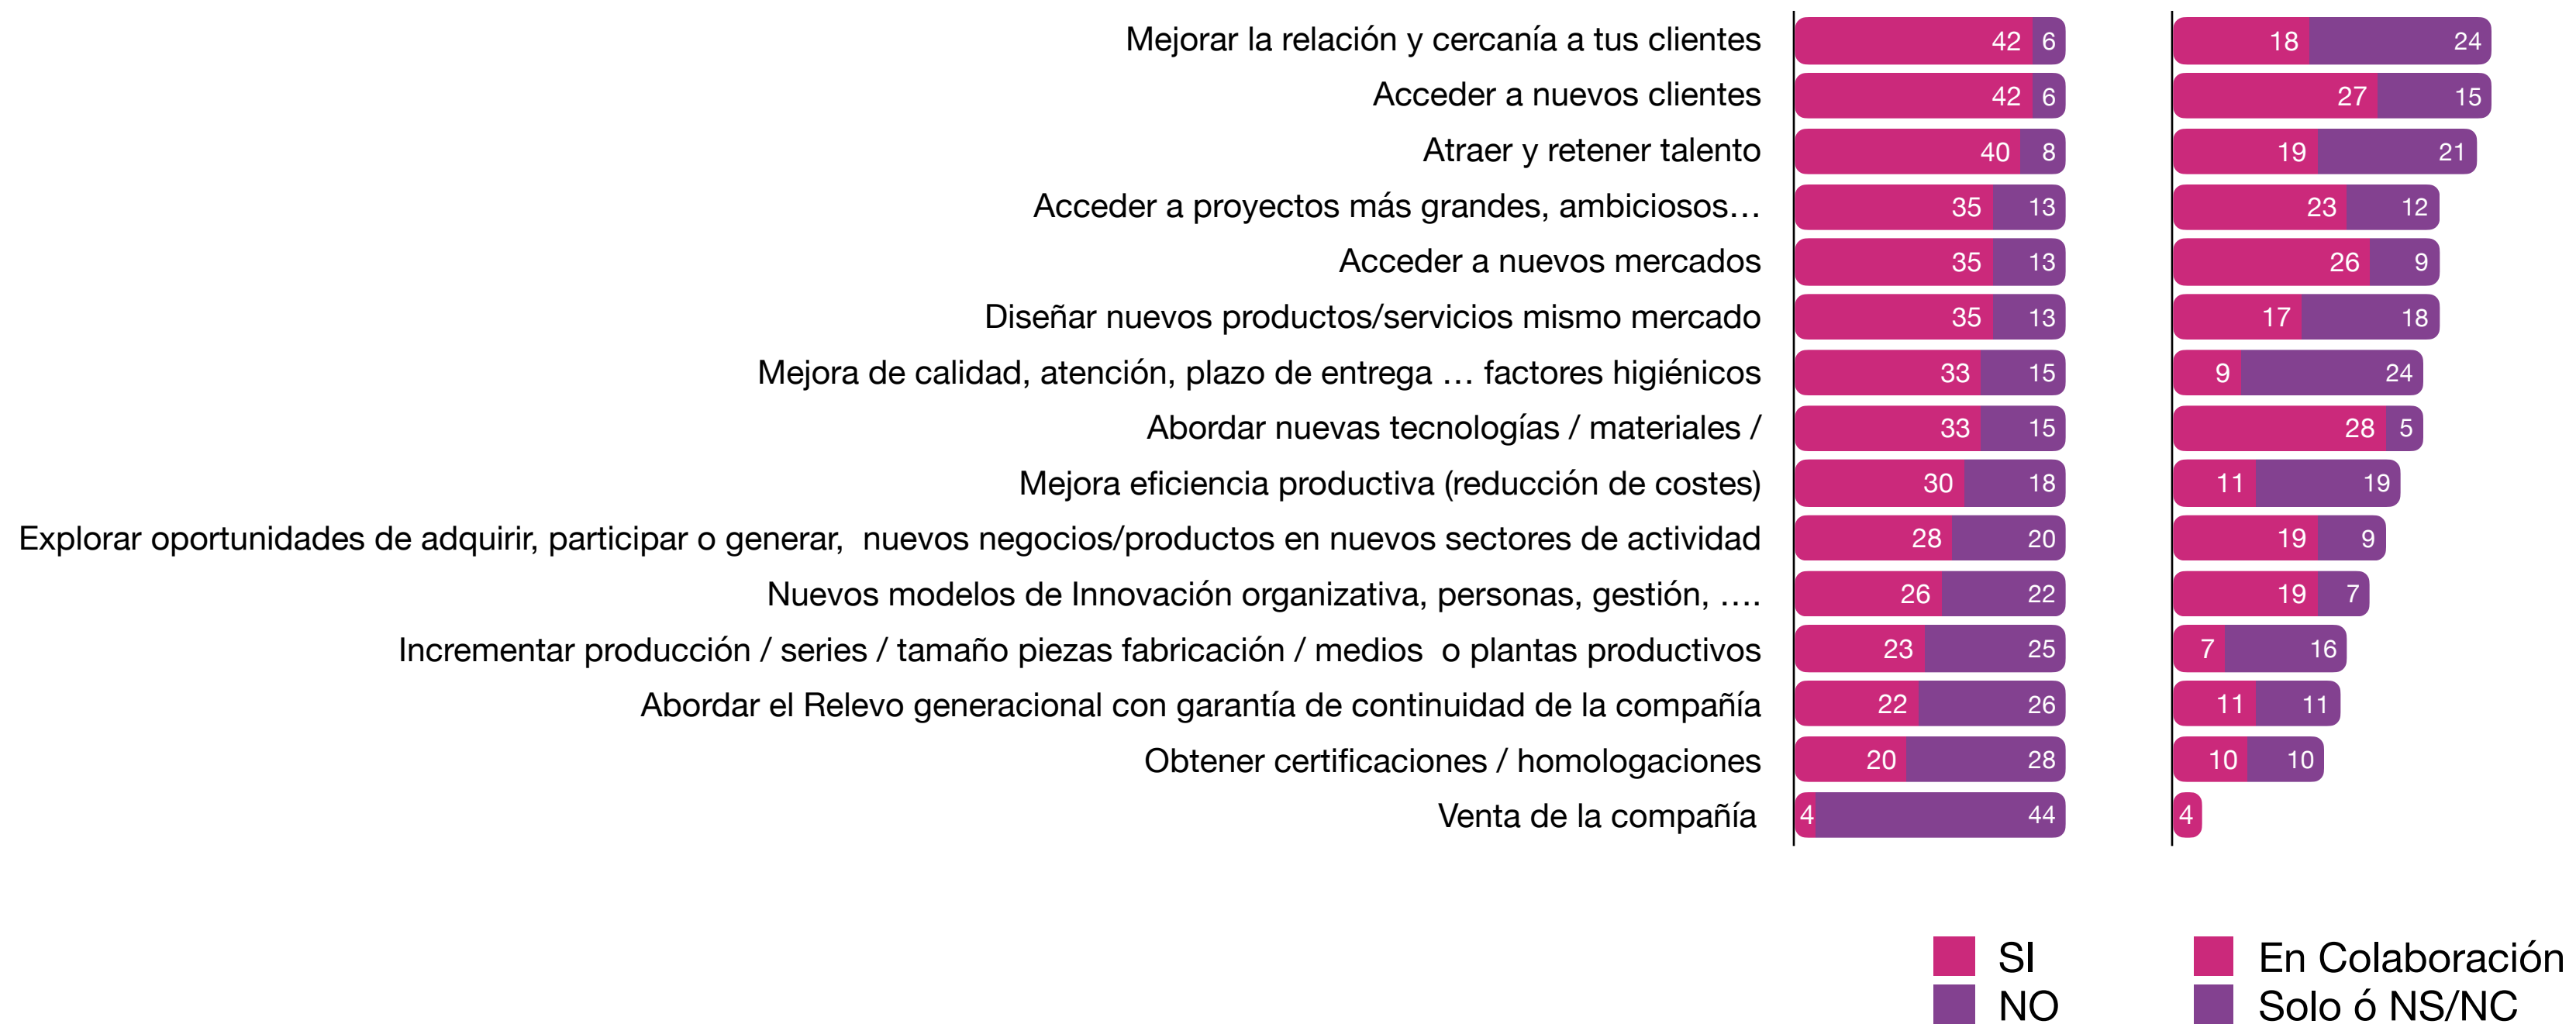 Mejorar la relación y cercanía a tus clientes 42 6 18 24
Acceder a nuevos clientes 42 6 27 15
Atraer y retener talento 40 8 19 21
Acceder a proyectos más grandes, ambiciosos… 35 13 23 12
Acceder a nuevos mercados 35 13 26 9
Diseñar nuevos productos/servicios mismo mercado 35 13 17 18
Mejora de calidad, atención, plazo de entrega … factores higiénicos 33 15 9 24
Abordar nuevas tecnologías / materiales / 33 15 28 5
Mejora eficiencia productiva (reducción de costes) 30 18 11 19
Explorar oportunidades de adquirir, participar o generar,  nuevos negocios/productos en nuevos sectores de actividad 28 20 19 9
Nuevos modelos de Innovación organizativa, personas, gestión, …. 26 22 19 7
Incrementar producción / series / tamaño piezas fabricación / medios  o plantas productivos 23 25 7 16
Abordar el Relevo generacional con garantía de continuidad de la compañía 22 26 11 11
Obtener certificaciones / homologaciones 20 28 10 10
Venta de la compañía 4 44 4
SI En Colaboración
NO Solo ó NS/NC